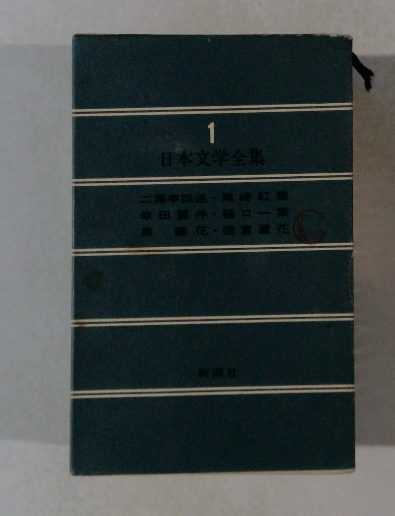 1
日本文学全集
二葉亭四迷・尾崎紅葉
幸田露伴・樋口一葉
泉鏡花・徳冨蘆花
新潮社